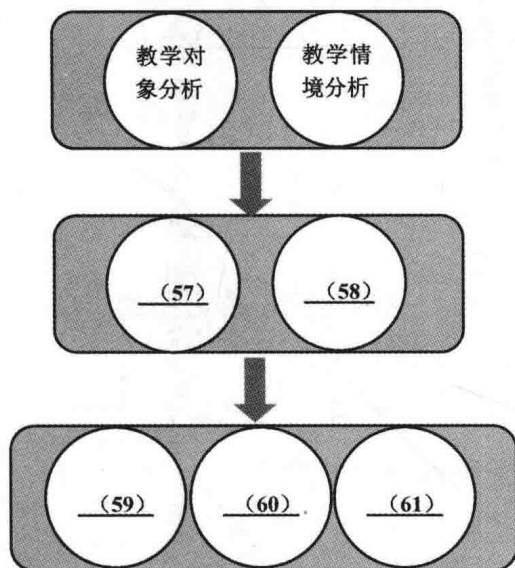 教学对
象分析
教学情
境分析
（57）
（58）
（59）
（60）
（61）